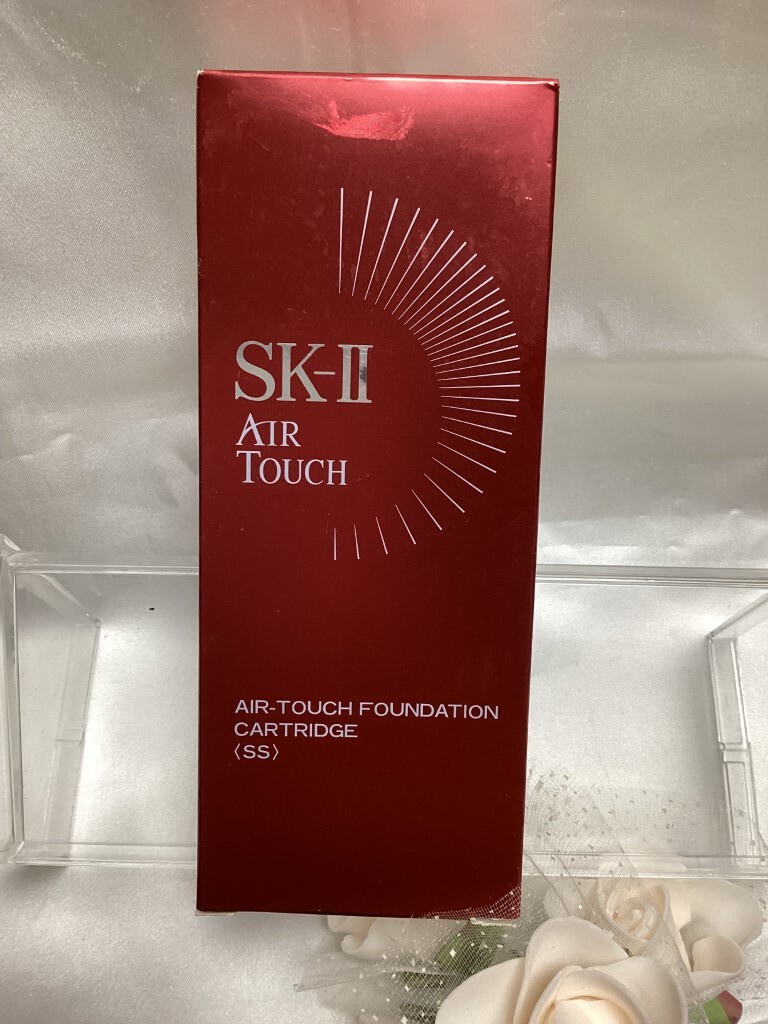 SK-II
AIR
TOUCH
AIR-TOUCH FOUNDATION
CARTRIDGE
〈SS〉